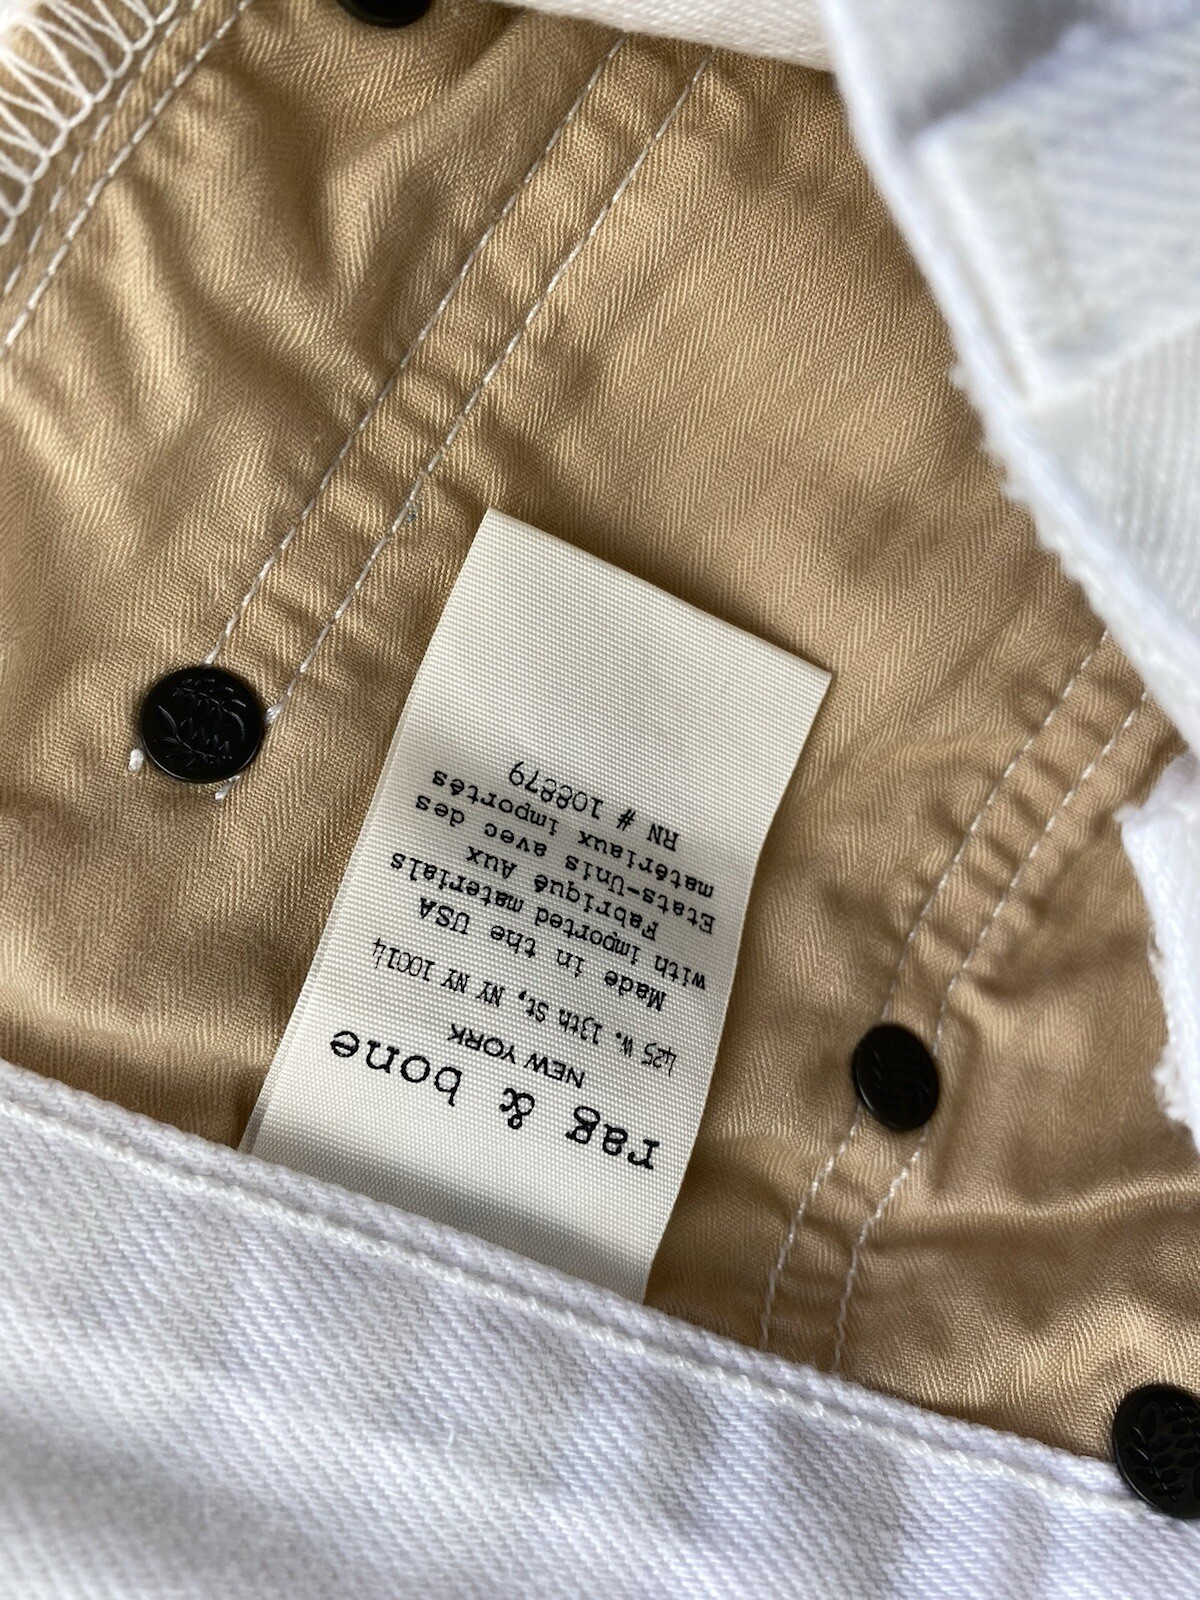 rag & bone
NEW YORK
425 W. 13th St, NY NY 10014
Made in the USA
with imported materials
Fabriqué Aux
Etats-Unis avec des
matériaux importés
RN # 108879